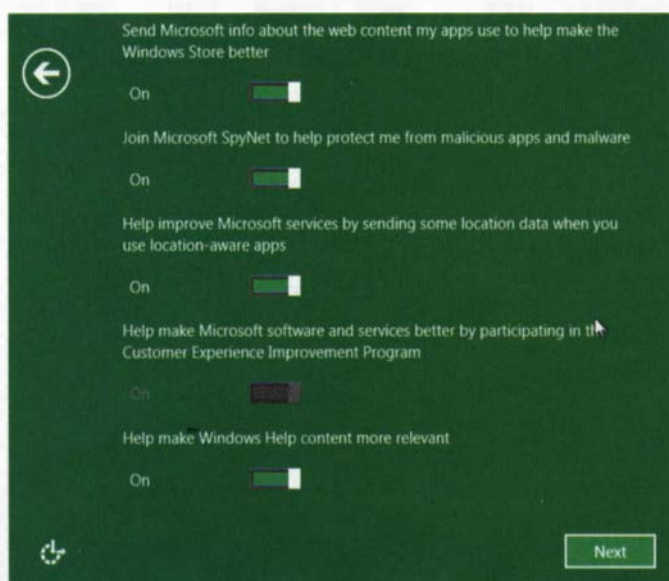 Send Microsoft info about the web content my apps use to help make the
Windows Store better
On
Join Microsoft SpyNet to help protect me from malicious apps and malware
On
Help improve Microsoft services by sending some location data when you
use location-aware apps
On
Help make Microsoft software and services better by participating in the
Customer Experience Improvement Program
On
Help make Windows Help content more relevant
On
Next